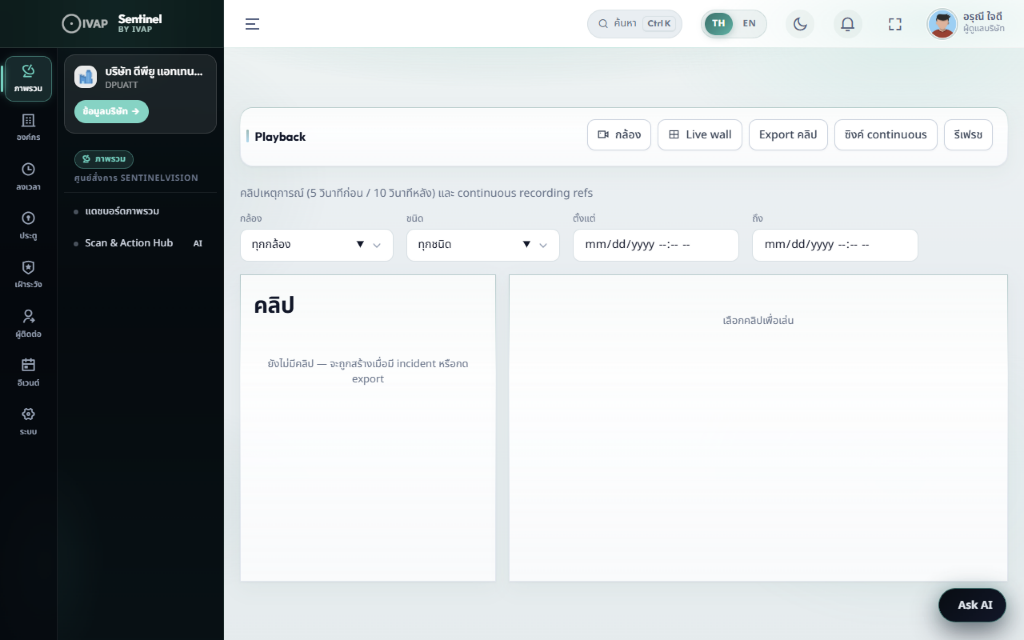 IVAP Sentinel BY IVAP
ค้นหา Ctrl K
TH EN
อรุณี ใจดี
ผู้ดูแลบริษัท
ภาพรวม
องค์กร
ลงเวลา
ประตู
เฝ้าระวัง
ผู้ติดต่อ
อีเวนต์
ระบบ
บริษัท ดีพียู แอทเทน...
DPUATT
ข้อมูลบริษัท →
ภาพรวม
ศูนย์สั่งการ SENTINELVISION
แดชบอร์ดภาพรวม
Scan & Action Hub AI
Playback
กล้อง
Live wall
Export คลิป
ซิงค์ continuous
รีเฟรช
คลิปเหตุการณ์ (5 วินาทีก่อน / 10 วินาทีหลัง) และ continuous recording refs
กล้อง ชนิด ตั้งแต่ ถึง
ทุกกล้อง ทุกชนิด mm/dd/yyyy --:-- -- mm/dd/yyyy --:-- --
คลิป
ยังไม่มีคลิป — จะถูกสร้างเมื่อมี incident หรือกด
export
เลือกคลิปเพื่อเล่น
Ask AI